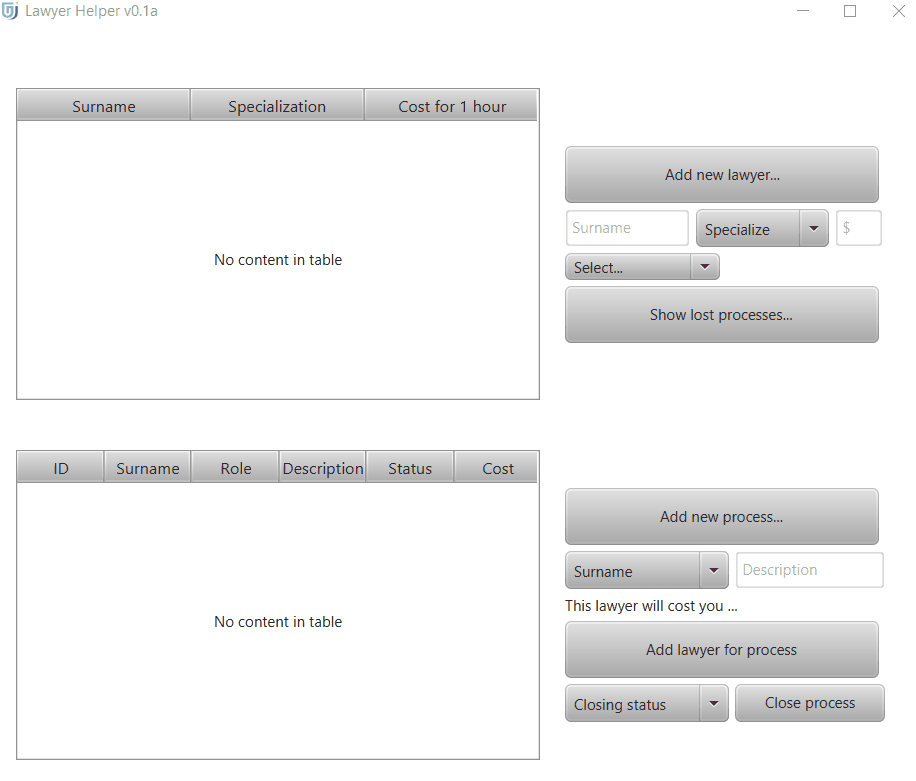 Lawyer Helper v0.1a
Surname Specialization Cost for 1 hour
No content in table
Add new lawyer...
Surname Specialize $
Select...
Show lost processes...
ID Surname Role Description Status Cost
No content in table
Add new process...
Surname Description
This lawyer will cost you ...
Add lawyer for process
Closing status Close process